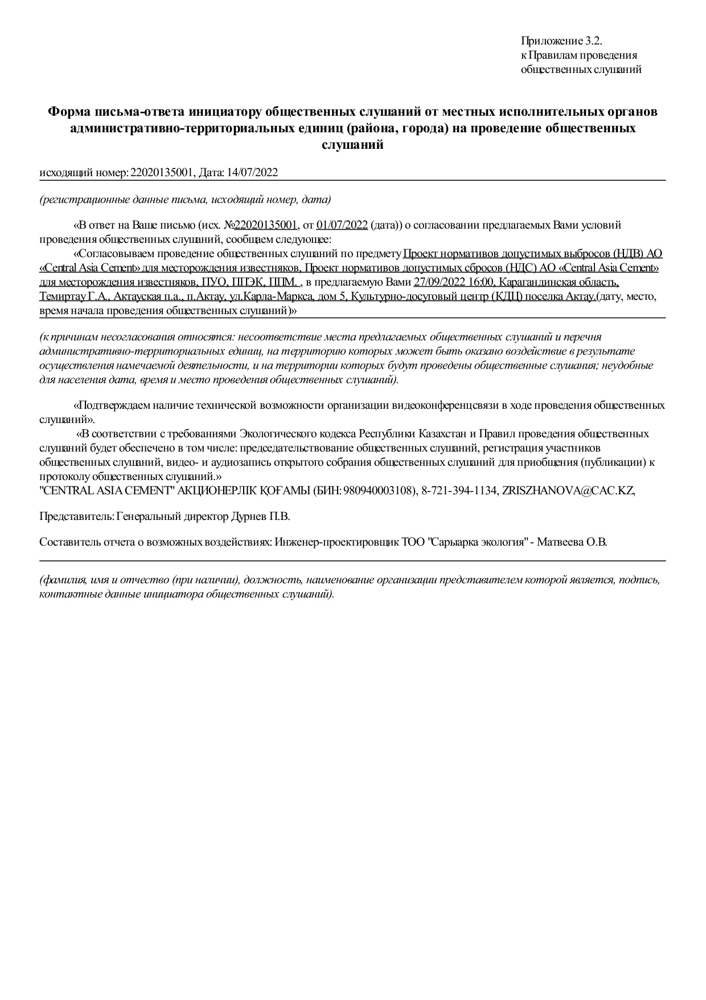 Приложение 3.2.
к Правилам проведения
общественных слушаний
Форма письма-ответа инициатору общественных слушаний от местных исполнительных органов
административно-территориальных единиц (района, города) на проведение общественных
слушаний
исходящий номер: 22020135001, Дата: 14/07/2022
(регистрационные данные письма, исходящий номер, дата)
«В ответ на Ваше письмо (исх. №22020135001, от 01/07/2022 (дата)) о согласовании предлагаемых Вами условий
проведения общественных слушаний, сообщаем следующее:
«Согласовываем проведение общественных слушаний по предмету Проект нормативов допустимых выбросов (НДВ) АО
«Central Asia Cement» для месторождения известняков, Проект нормативов допустимых сбросов (НДС) АО «Central Asia Cement»
для месторождения известняков, ПУО, ППЭК, ППМ. , в предлагаемую Вами 27/09/2022 16:00, Карагандинская область,
Темиртау Г.А., Актауская п.а., п.Актау, ул.Карла-Маркса, дом 5, Культурно-досуговый центр (КДЦ) поселка Актау.(дату, место,
время начала проведения общественных слушаний)»
(к причинам несогласования относятся: несоответствие места предлагаемых общественных слушаний и перечня
административно-территориальных единиц, на территорию которых может быть оказано воздействие в результате
осуществления намечаемой деятельности, и на территории которых будут проведены общественные слушания; неудобные
для населения дата, время и место проведения общественных слушаний).
«Подтверждаем наличие технической возможности организации видеоконференцсвязи в ходе проведения общественных
слушаний».
«В соответствии с требованиями Экологического кодекса Республики Казахстан и Правил проведения общественных
слушаний будет обеспечено в том числе: председательствование общественных слушаний, регистрация участников
общественных слушаний, видео- и аудиозапись открытого собрания общественных слушаний для приобщения (публикации) к
протоколу общественных слушаний.»
"CENTRAL ASIA CEMENT" АКЦИОНЕРЛІК ҚОҒАМЫ (БИН: 980940003108), 8-721-394-1134, ZRISZHANOVA@CAC.KZ,
Представитель: Генеральный директор Дурнев П.В.
Составитель отчета о возможных воздействиях: Инженер-проектировщик ТОО "Сарыарка экология" - Матвеева О.В.
(фамилия, имя и отчество (при наличии), должность, наименование организации представителем которой является, подпись,
контактные данные инициатора общественных слушаний).